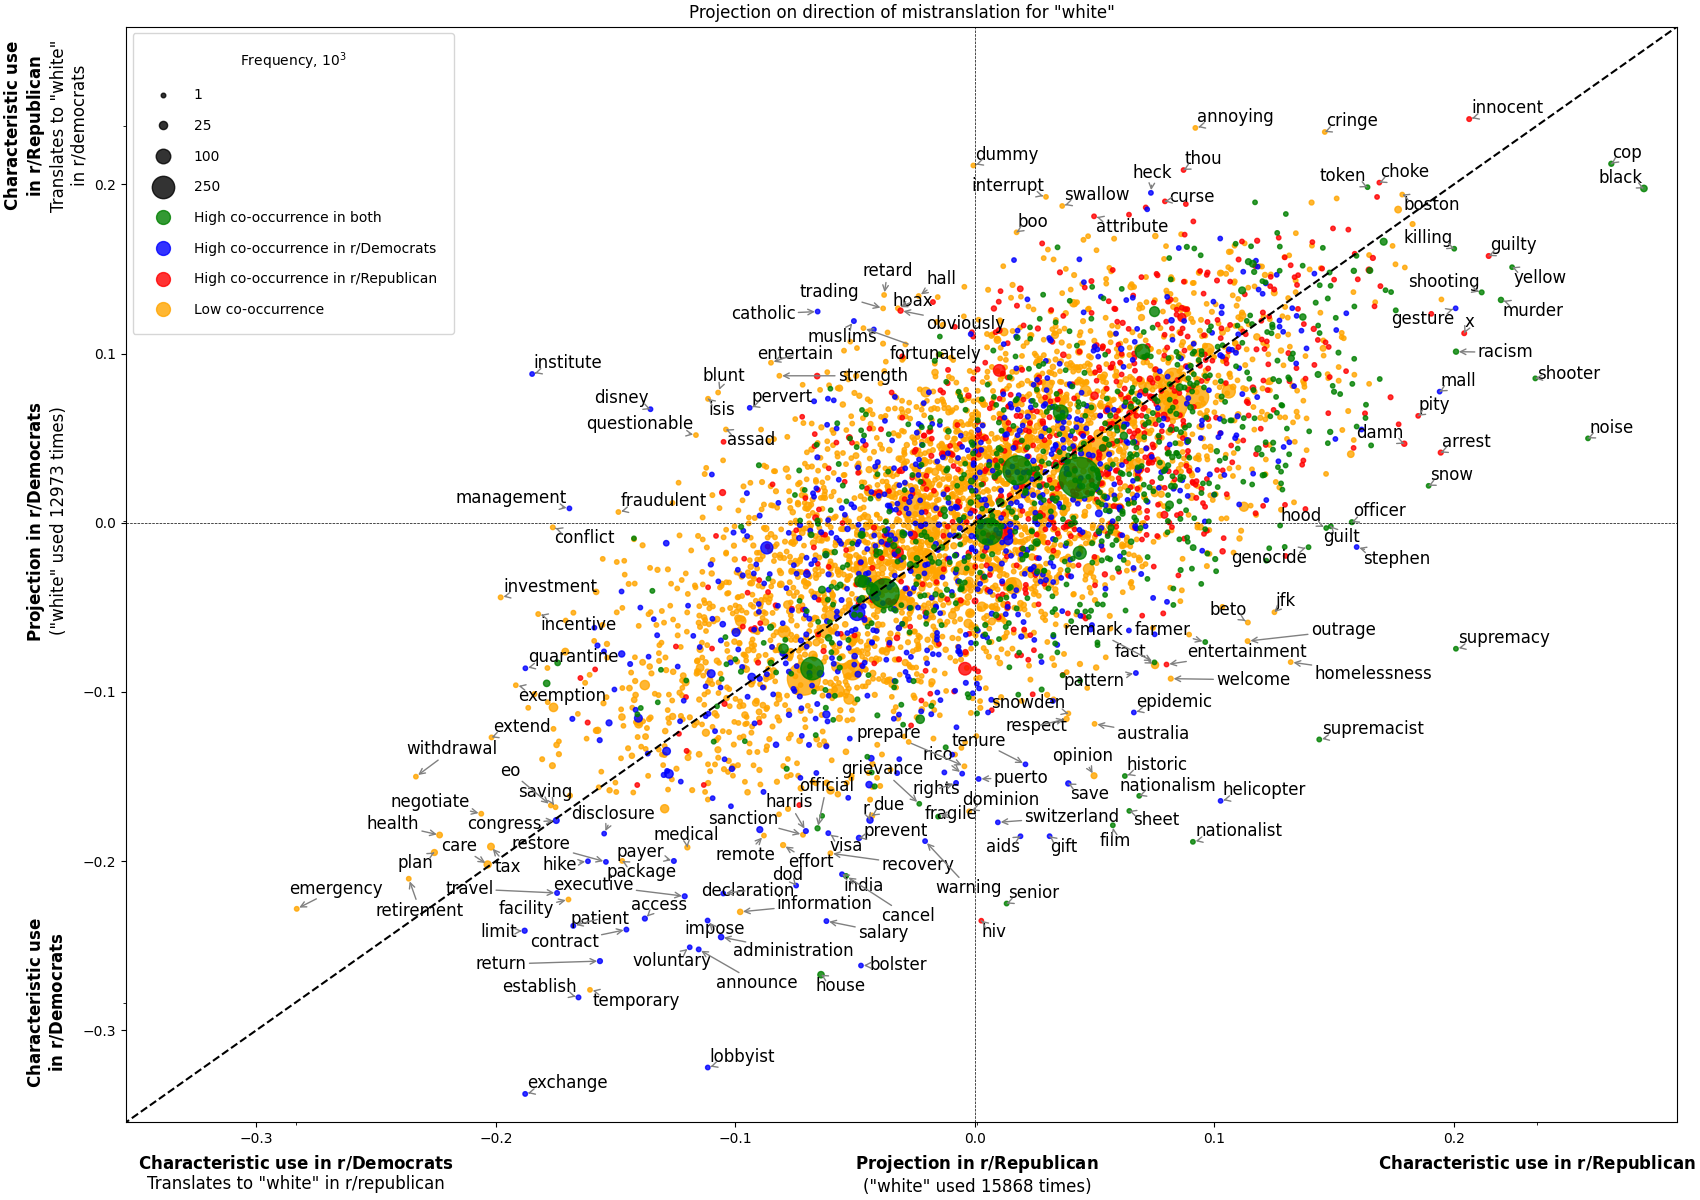 Projection on direction of mistranslation for "white"
Characteristic use
in r/Republican
Translates to "white"
in r/democrats
Projection in r/Democrats
("white" used 12973 times)
Characteristic use
in r/Democrats
Frequency, 10³
1
25
100
250
High co-occurrence in both
High co-occurrence in r/Democrats
High co-occurrence in r/Republican
Low co-occurrence
0.2
0.1
0.0
−0.1
−0.2
−0.3
innocent
annoying
cringe
dummy
thou
heck
cop
token
choke
black
interrupt
swallow
curse
boston
boo
attribute
killing
guilty
retard
hall
shooting
yellow
trading
hoax
catholic
obviously
gesture
x
murder
muslims
fortunately
entertain
racism
institute
blunt
strength
mall
shooter
disney
isis
pervert
pity
questionable
assad
damn
arrest
noise
snow
management
fraudulent
conflict
hood
officer
guilt
genocide
stephen
investment
incentive
beto
jfk
remark
farmer
outrage
supremacy
quarantine
fact
entertainment
homelessness
exemption
pattern
welcome
extend
snowden
epidemic
respect
australia
supremacist
withdrawal
prepare
tenure
rico
opinion
eo
grievance
puerto
historic
saving
official
rights
save
nationalism
helicopter
negotiate
harris
r
due
dominion
health
congress
disclosure
sanction
fragile
switzerland
sheet
care
restore
medical
prevent
film
nationalist
plan
tax
hike
payer
remote
visa
aids
gift
package
effort
recovery
emergency
travel
executive
dod
india
warning
senior
retirement
facility
access
declaration
information
cancel
limit
patient
contract
impose
salary
hiv
return
voluntary
administration
bolster
establish
temporary
announce
house
lobbyist
exchange
−0.3
−0.2
−0.1
0.0
0.1
0.2
Characteristic use in r/Democrats
Translates to "white" in r/republican
Projection in r/Republican
("white" used 15868 times)
Characteristic use in r/Republican